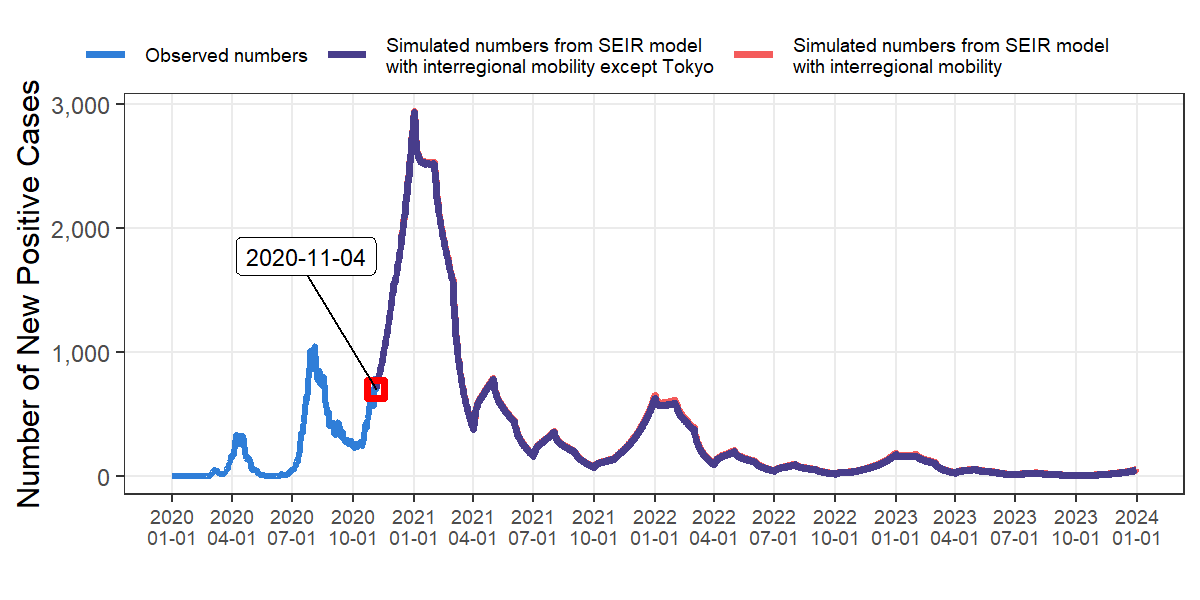 Observed numbers
Simulated numbers from SEIR model
with interregional mobility except Tokyo
Simulated numbers from SEIR model
with interregional mobility
Number of New Positive Cases
3,000
2,000
1,000
0
2020-11-04
2020 2020 2020 2020 2021 2021 2021 2021 2022 2022 2022 2022 2023 2023 2023 2023 2024
01-01 04-01 07-01 10-01 01-01 04-01 07-01 10-01 01-01 04-01 07-01 10-01 01-01 04-01 07-01 10-01 01-01